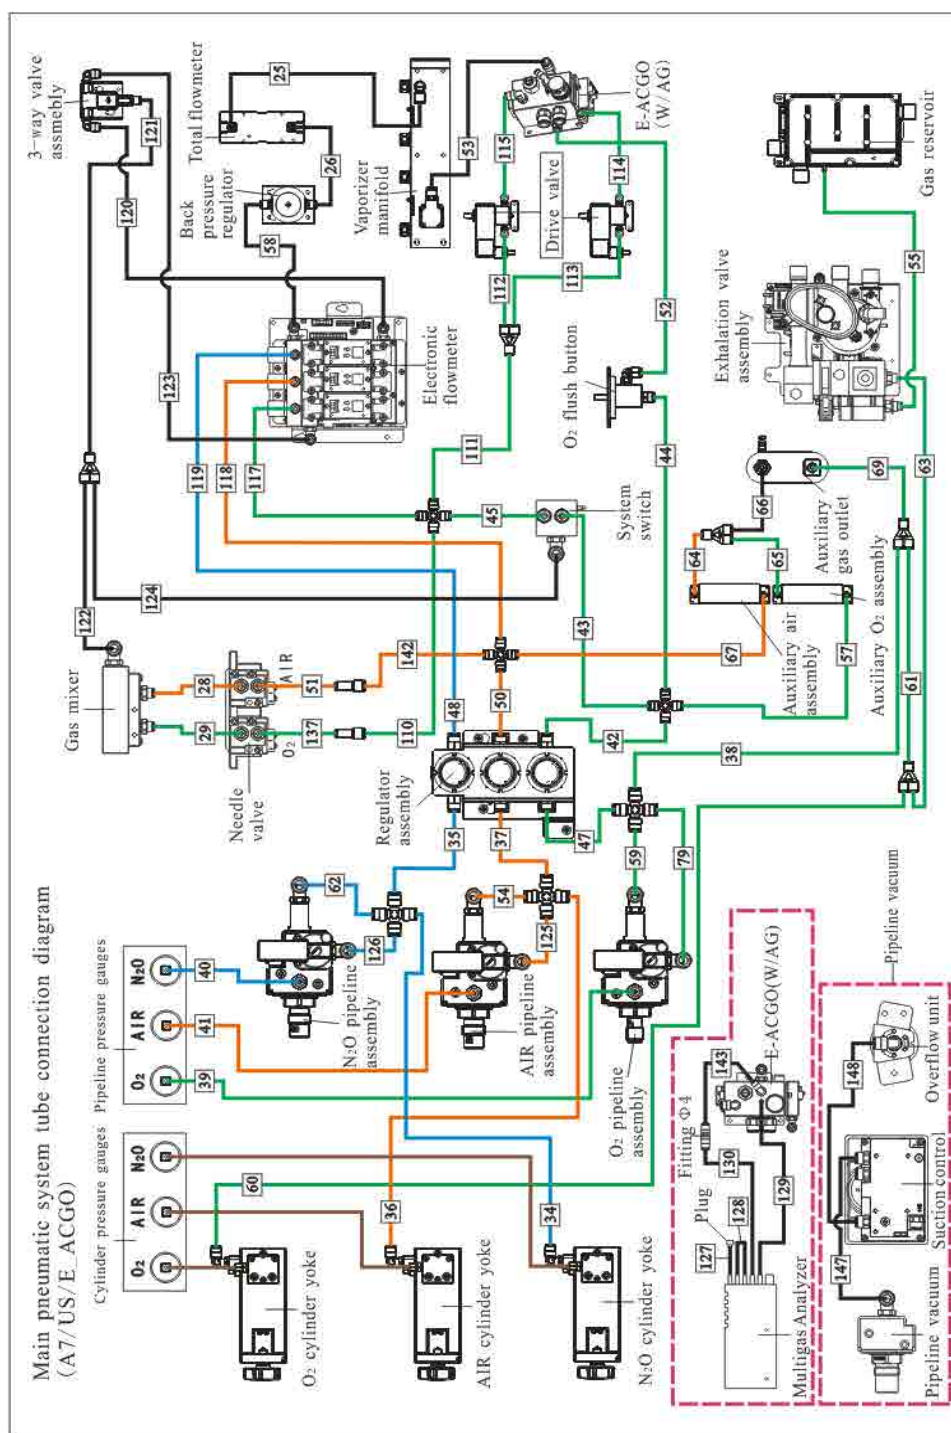 Main pneumatic system tube connection diagram
(A7/US/E_ACGO)
Cylinder pressure gauges
Pipeline pressure gauges
O2
AIR
N2O
O2
AIR
N2O
39
41
40
60
36
34
O2 cylinder yoke
AIR cylinder yoke
N2O cylinder yoke
62
126
N2O pipeline
assembly
54
125
AIR pipeline
assembly
59
79
O2 pipeline
assembly
35
37
47
Regulator
assembly
48
50
42
38
Gas mixer
29
28
122
Needle
valve
O2
AIR
137
51
110
142
124
43
45
System
switch
3-way valve
assmebly
121
120
123
Total flowmeter
25
26
Back
pressure
regulator
58
Electronic
flowmeter
119
118
117
111
Vaporizer
manifold
53
E-ACGO
(W/ AG)
115
114
Drive valve
112
113
52
O2 flush button
44
Gas reservoir
55
Exhalation valve
assembly
63
66
69
64
65
Auxiliary
gas outlet
67
57
Auxiliary air
assembly
Auxiliary O2 assembly
61
Multigas Analyzer
127
Plug
128
130
129
Fitting Φ4
143
E-ACGO(W/AG)
Pipeline vacuum
147
148
Pipeline vacuum
Suction control
Overflow unit